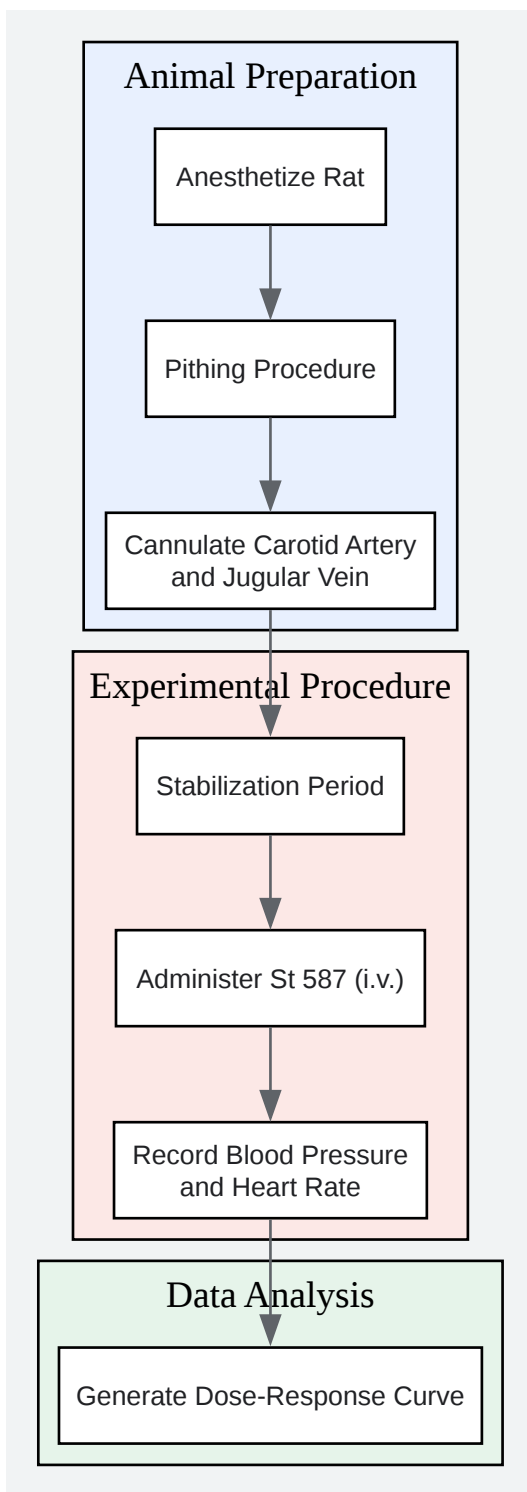 Animal Preparation
Anesthetize Rat
Pithing Procedure
Cannulate Carotid Artery
and Jugular Vein
Experimental Procedure
Stabilization Period
Administer St 587 (i.v.)
Record Blood Pressure
and Heart Rate
Data Analysis
Generate Dose-Response Curve